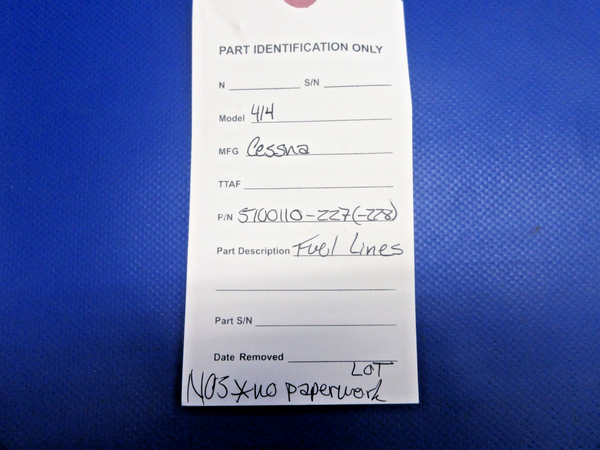 PART IDENTIFICATION ONLY
N S/N
Model 414
MFG Cessna
TTAF
P/N 5100110-227(-228)
Part Description Fuel Lines
Part S/N
Date Removed
LOT
NOS *no paperwork